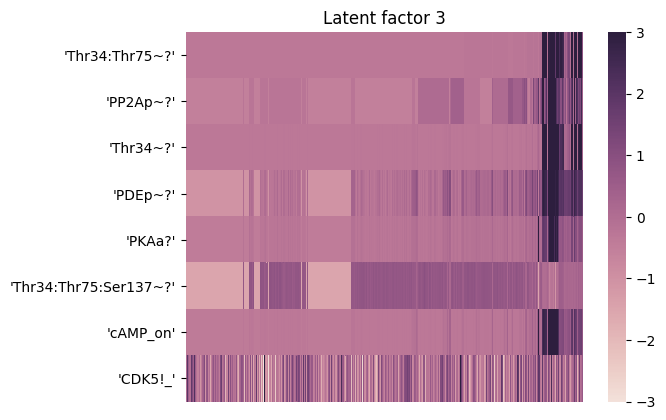 Latent factor 3
'Thr34:Thr75~?'
'PP2Ap~?'
'Thr34~?'
'PDEp~?'
'PKAa?'
'Thr34:Thr75:Ser137~?'
'cAMP_on'
'CDK5!_'
3
2
1
0
−1
−2
−3